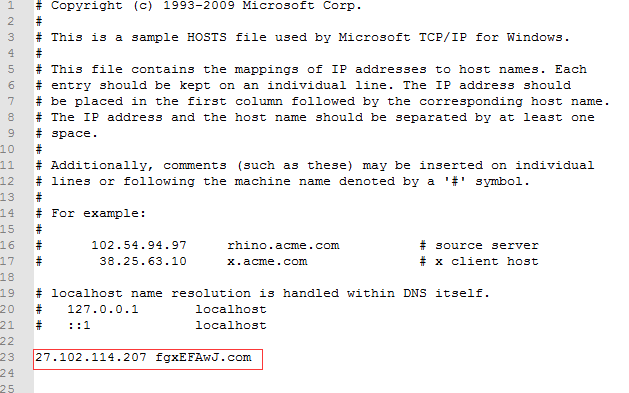 1 # Copyright (c) 1993-2009 Microsoft Corp.
2 #
3 # This is a sample HOSTS file used by Microsoft TCP/IP for Windows.
4 #
5 # This file contains the mappings of IP addresses to host names. Each
6 # entry should be kept on an individual line. The IP address should
7 # be placed in the first column followed by the corresponding host name.
8 # The IP address and the host name should be separated by at least one
9 # space.
10 #
11 # Additionally, comments (such as these) may be inserted on individual
12 # lines or following the machine name denoted by a '#' symbol.
13 #
14 # For example:
15 #
16 #      102.54.94.97     rhino.acme.com          # source server
17 #       38.25.63.10     x.acme.com              # x client host
18
19 # localhost name resolution is handled within DNS itself.
20 #   127.0.0.1       localhost
21 #   ::1             localhost
22
23 27.102.114.207 fgxEFAwJ.com
24
25